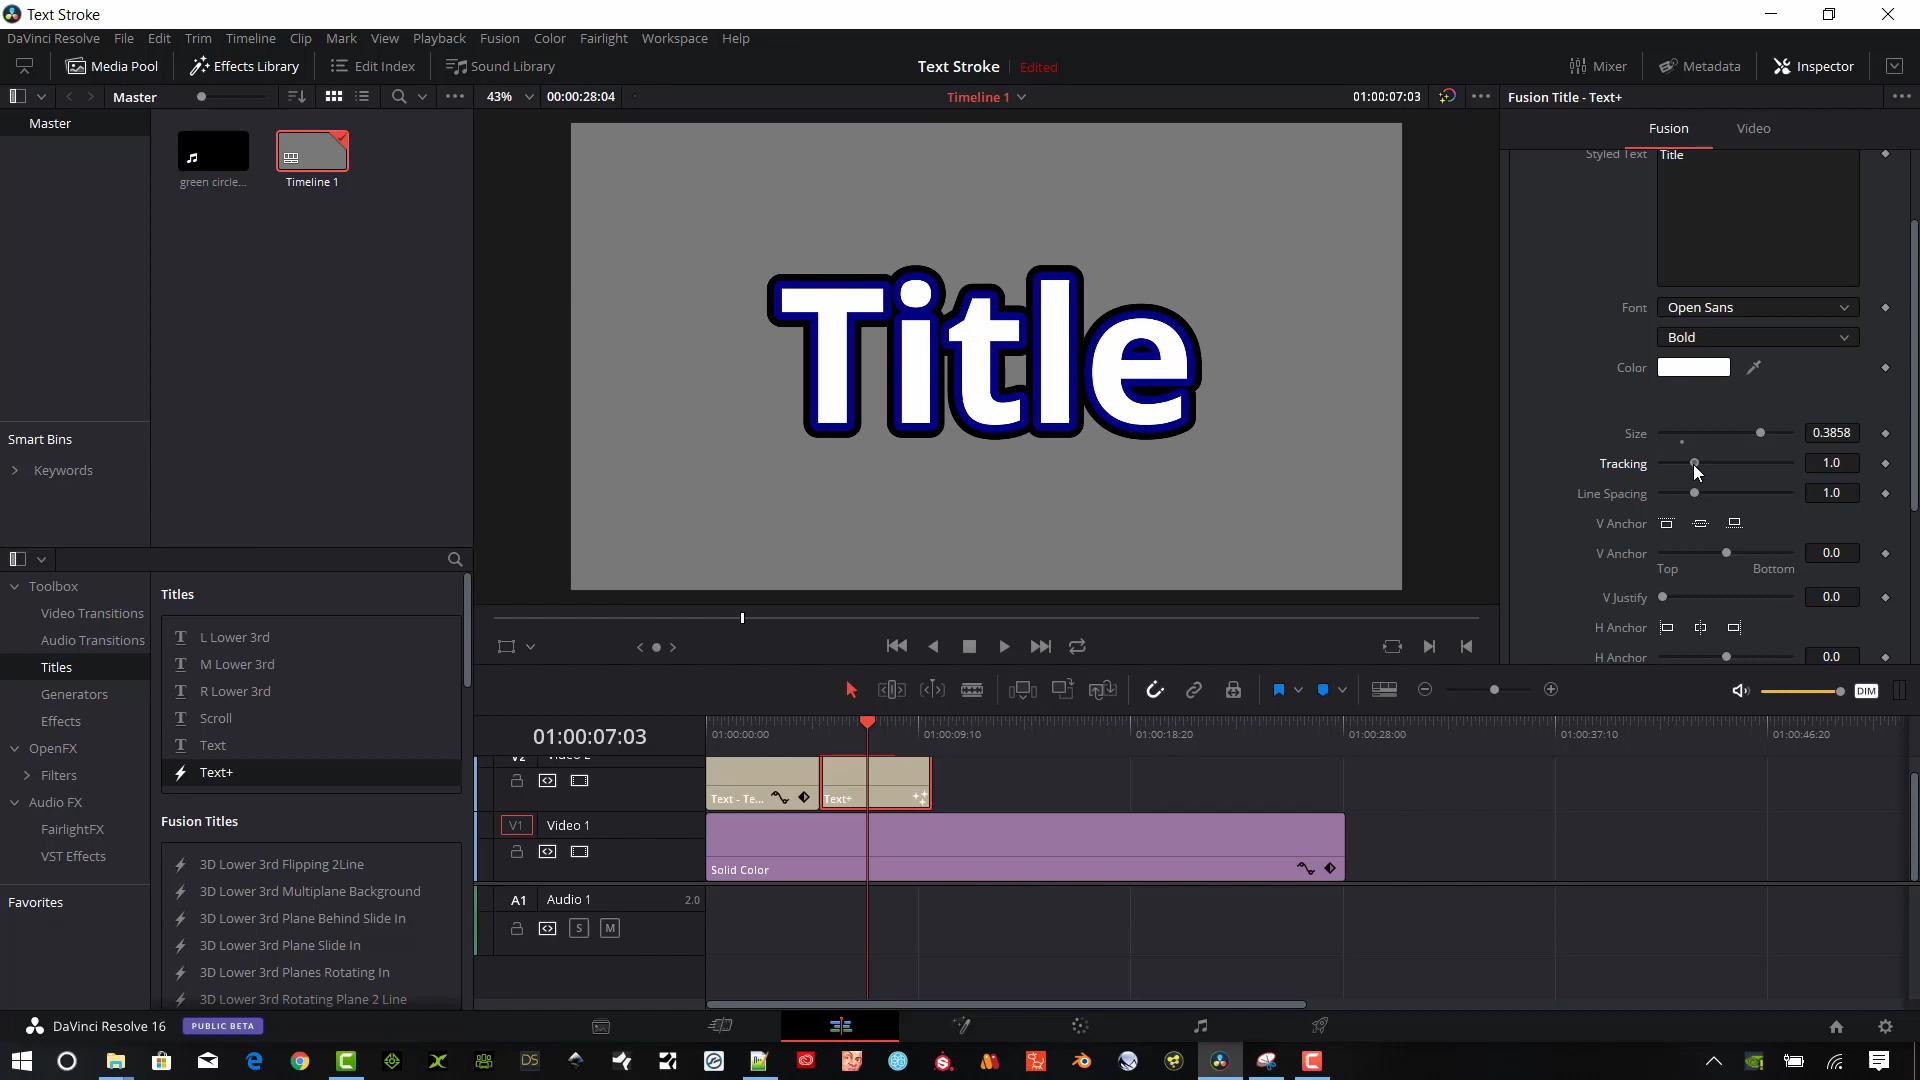 Text Stroke
DaVinci Resolve File Edit Trim Timeline Clip Mark View Playback Fusion Color Fairlight Workspace Help
Media Pool Effects Library Edit Index Sound Library Text Stroke Edited Mixer Metadata Inspector
Master 43% 00:00:28:04 Timeline 1 01:00:07:03 Fusion Title - Text+
Master
Fusion Video
green circle...
Timeline 1
Styled Text Title
Title
Font Open Sans
Bold
Color
Size 0.3858
Tracking 1.0
Line Spacing 1.0
V Anchor
V Anchor 0.0
Top Bottom
V Justify 0.0
H Anchor
H Anchor 0.0
Smart Bins
Keywords
Toolbox
Video Transitions
Audio Transitions
Titles
Generators
Effects
OpenFX
Filters
Audio FX
FairlightFX
VST Effects
Favorites
Titles
L Lower 3rd
M Lower 3rd
R Lower 3rd
Scroll
Text
Text+
Fusion Titles
3D Lower 3rd Flipping 2Line
3D Lower 3rd Multiplane Background
3D Lower 3rd Plane Behind Slide In
3D Lower 3rd Plane Slide In
3D Lower 3rd Planes Rotating In
3D Lower 3rd Rotating Plane 2 Line
DIM
01:00:07:03 01:00:00:00 01:00:09:10 01:00:18:20 01:00:28:00 01:00:37:10 01:00:46:20
V2 Video 2
Text - Te... Text+
V1 Video 1
Solid Color
A1 Audio 1 2.0
S M
DaVinci Resolve 16 PUBLIC BETA
DS